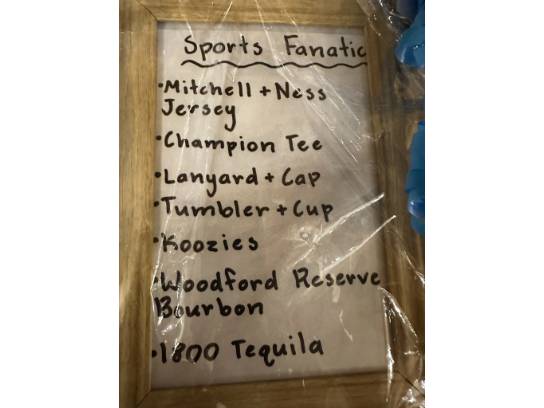 Sports Fanatic
• Mitchell + Ness
Jersey
• Champion Tee
• Lanyard + Cap
• Tumbler + Cup
• Koozies
• Woodford Reserve
Bourbon
• 1800 Tequila